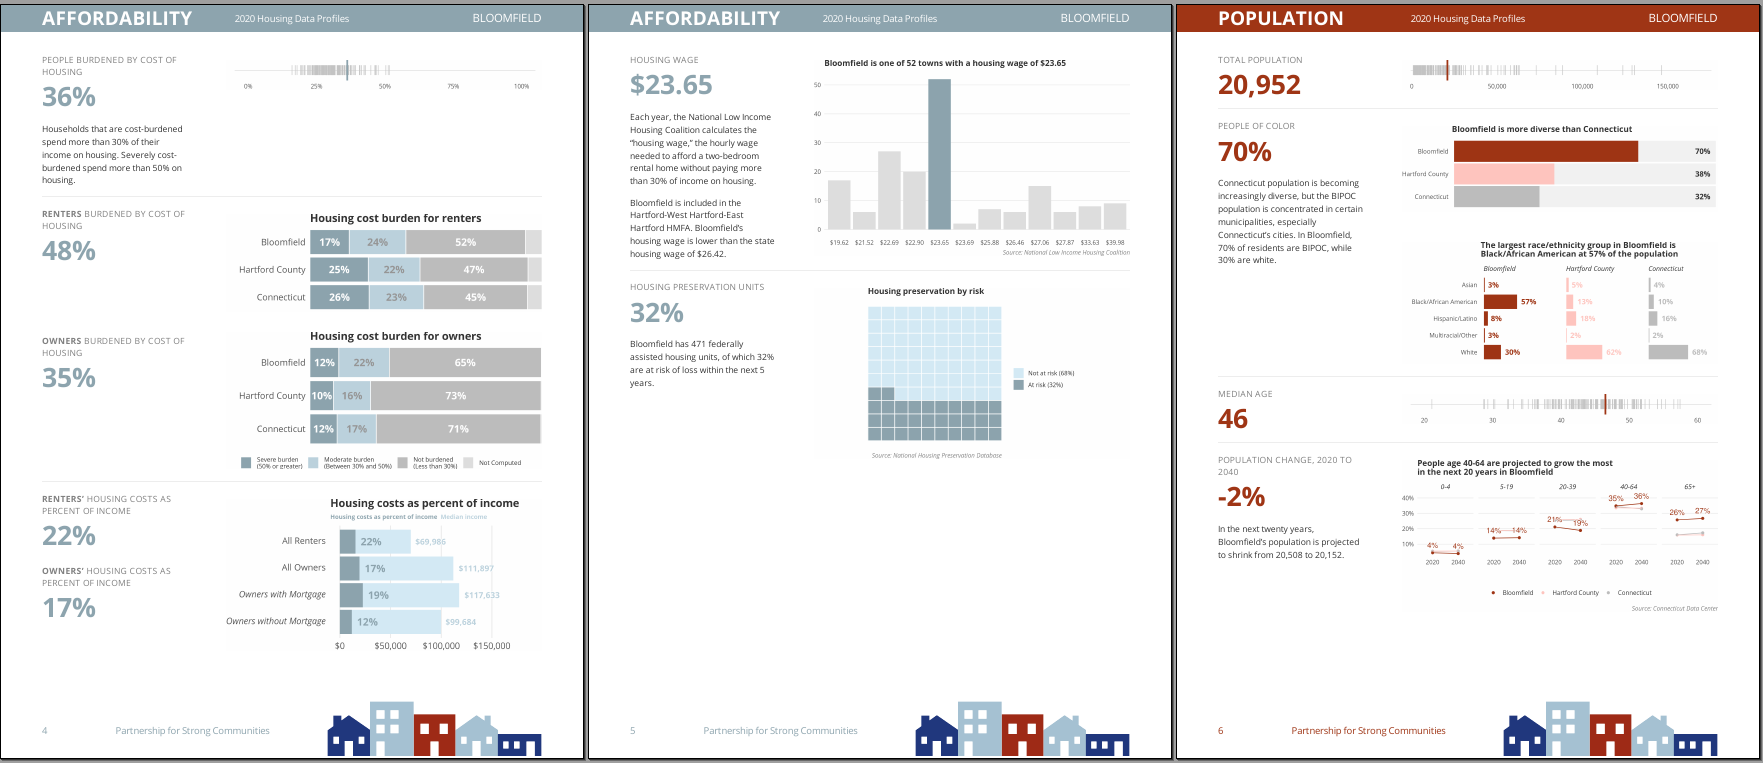 AFFORDABILITY 2020 Housing Data Profiles BLOOMFIELD
PEOPLE BURDENED BY COST OF
HOUSING
36%
0% 25% 50% 75% 100%
Households that are cost-burdened
spend more than 30% of their
income on housing. Severely cost-
burdened spend more than 50% on
housing.
RENTERS BURDENED BY COST OF
HOUSING
48%
Housing cost burden for renters
Bloomfield 17% 24% 52%
Hartford County 25% 22% 47%
Connecticut 26% 23% 45%
OWNERS BURDENED BY COST OF
HOUSING
35%
Housing cost burden for owners
Bloomfield 12% 22% 65%
Hartford County 10% 16% 73%
Connecticut 12% 17% 71%
Severe burden
(50% or greater)
Moderate burden
(Between 30% and 50%)
Not burdened
(Less than 30%)
Not Computed
RENTERS' HOUSING COSTS AS
PERCENT OF INCOME
22%
OWNERS' HOUSING COSTS AS
PERCENT OF INCOME
17%
Housing costs as percent of income
Housing costs as percent of income Median income
All Renters 22% $69,986
All Owners 17% $111,897
Owners with Mortgage 19% $117,633
Owners without Mortgage 12% $99,684
$0 $50,000 $100,000 $150,000
4 Partnership for Strong Communities
AFFORDABILITY 2020 Housing Data Profiles BLOOMFIELD
HOUSING WAGE
$23.65
Each year, the National Low Income
Housing Coalition calculates the
“housing wage,” the hourly wage
needed to afford a two-bedroom
rental home without paying more
than 30% of income on housing.
Bloomfield is included in the
Hartford-West Hartford-East
Hartford HMFA. Bloomfield's
housing wage is lower than the state
housing wage of $26.42.
Bloomfield is one of 52 towns with a housing wage of $23.65
50
40
30
20
10
0
$19.62 $21.52 $22.69 $22.90 $23.65 $23.69 $25.88 $26.46 $27.06 $27.87 $33.63 $39.98
Source: National Low Income Housing Coalition
HOUSING PRESERVATION UNITS
32%
Bloomfield has 471 federally
assisted housing units, of which 32%
are at risk of loss within the next 5
years.
Housing preservation by risk
Not at risk (68%)
At risk (32%)
Source: National Housing Preservation Database
5 Partnership for Strong Communities
POPULATION 2020 Housing Data Profiles BLOOMFIELD
TOTAL POPULATION
20,952
0 50,000 100,000 150,000
PEOPLE OF COLOR
70%
Connecticut population is becoming
increasingly diverse, but the BIPOC
population is concentrated in certain
municipalities, especially
Connecticut's cities. In Bloomfield,
70% of residents are BIPOC, while
30% are white.
Bloomfield is more diverse than Connecticut
Bloomfield 70%
Hartford County 38%
Connecticut 32%
The largest race/ethnicity group in Bloomfield is
Black/African American at 57% of the population
Bloomfield Hartford County Connecticut
Asian 3% 5% 4%
Black/African American 57% 13% 10%
Hispanic/Latino 8% 18% 16%
Multiracial/Other 3% 2% 2%
White 30% 62% 68%
MEDIAN AGE
46
20 30 40 50 60
POPULATION CHANGE, 2020 TO
2040
-2%
In the next twenty years,
Bloomfield's population is projected
to shrink from 20,508 to 20,152.
People age 40-64 are projected to grow the most
in the next 20 years in Bloomfield
0-4 5-19 20-39 40-64 65+
40%
30%
20%
10%
4% 4% 14% 14% 21% 19% 35% 36% 26% 27%
2020 2040 2020 2040 2020 2040 2020 2040 2020 2040
Bloomfield Hartford County Connecticut
Source: Connecticut Data Center
6 Partnership for Strong Communities